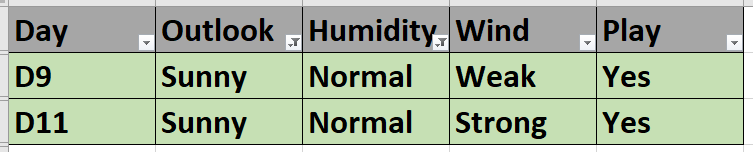 Day Outlook Humidity Wind Play
D9 Sunny Normal Weak Yes
D11 Sunny Normal Strong Yes